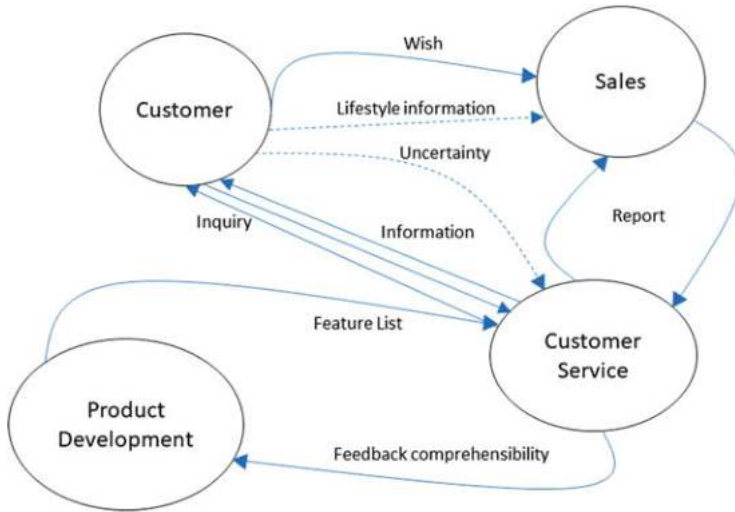 Wish
Sales
Customer
Lifestyle information
Uncertainty
Inquiry
Information
Report
Feature List
Customer
Service
Product
Development
Feedback comprehensibility